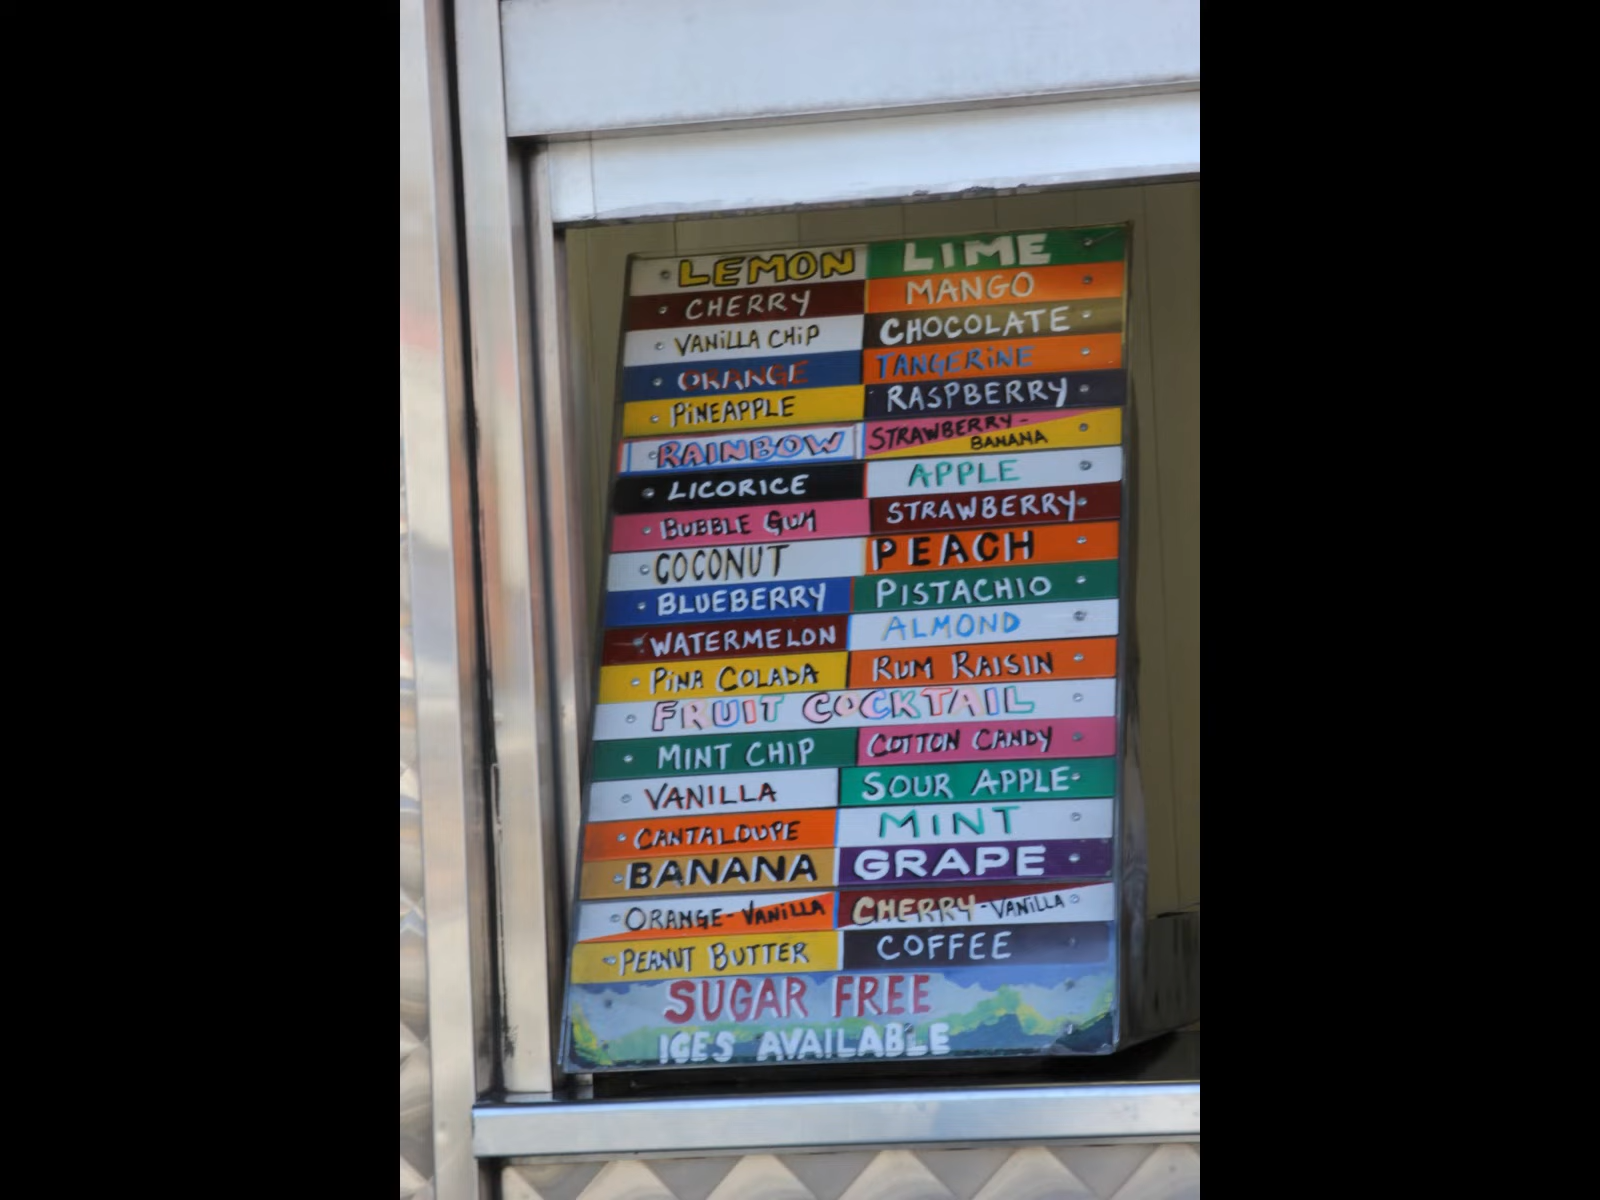 LEMON LIME
CHERRY MANGO
VANiLLA CHiP CHOCOLATE
ORANGE TANGERiNE
PiNEAPPLE RASPBERRY
RAINBOW STRAWBERRY-BANANA
LICORICE APPLE
BUBBLE GUM STRAWBERRY
COCONUT PEACH
BLUEBERRY PISTACHIO
WATERMELON ALMOND
PiNA COLADA RUM RAISIN
FRUIT COCKTAIL
MINT CHIP COTTON CANDY
VANILLA SOUR APPLE
CANTALOUPE MINT
BANANA GRAPE
ORANGE-VANiLLA CHERRY-VANiLLA
PEANUT BUTTER COFFEE
SUGAR FREE
ICES AVAILABLE